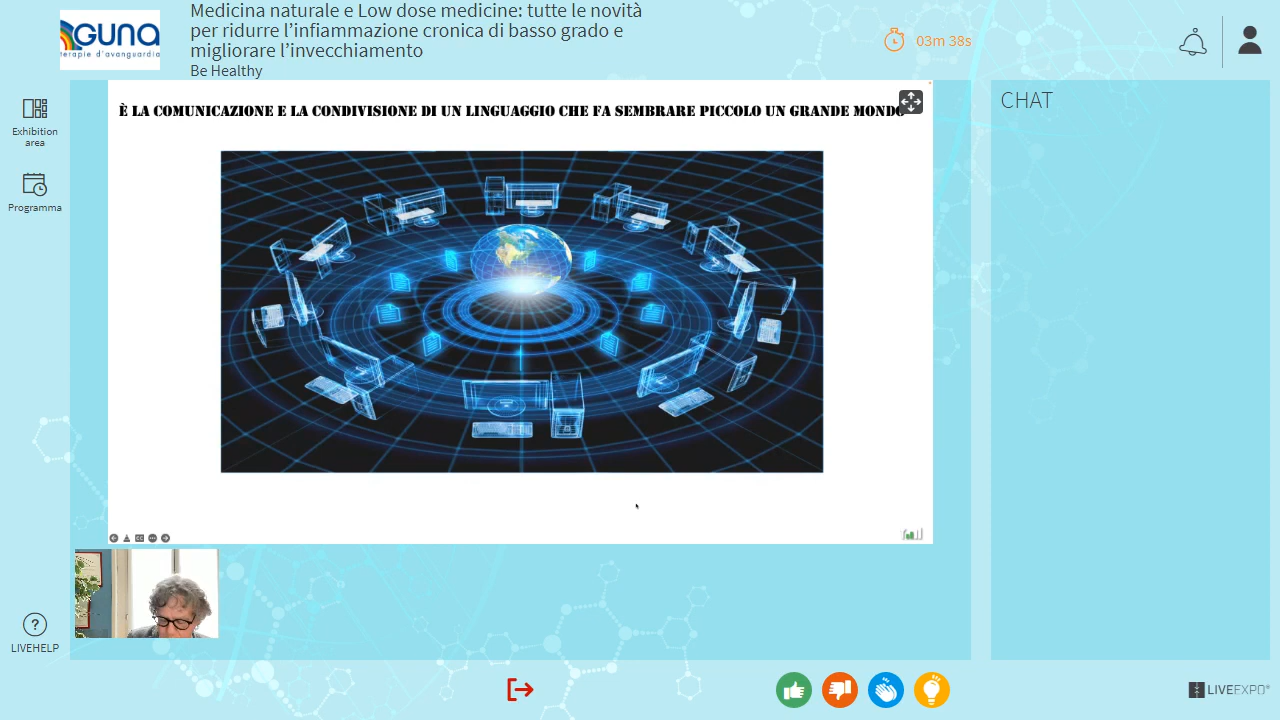 GUNA
terapie d'avanguardia
Medicina naturale e Low dose medicine: tutte le novità
per ridurre l'infiammazione cronica di basso grado e
migliorare l'invecchiamento
Be Healthy
03m 38s
Exhibition
area
Programma
È LA COMUNICAZIONE E LA CONDIVISIONE DI UN LINGUAGGIO CHE FA SEMBRARE PICCOLO UN GRANDE MONDO
CHAT
LIVEHELP
LIVEEXPO